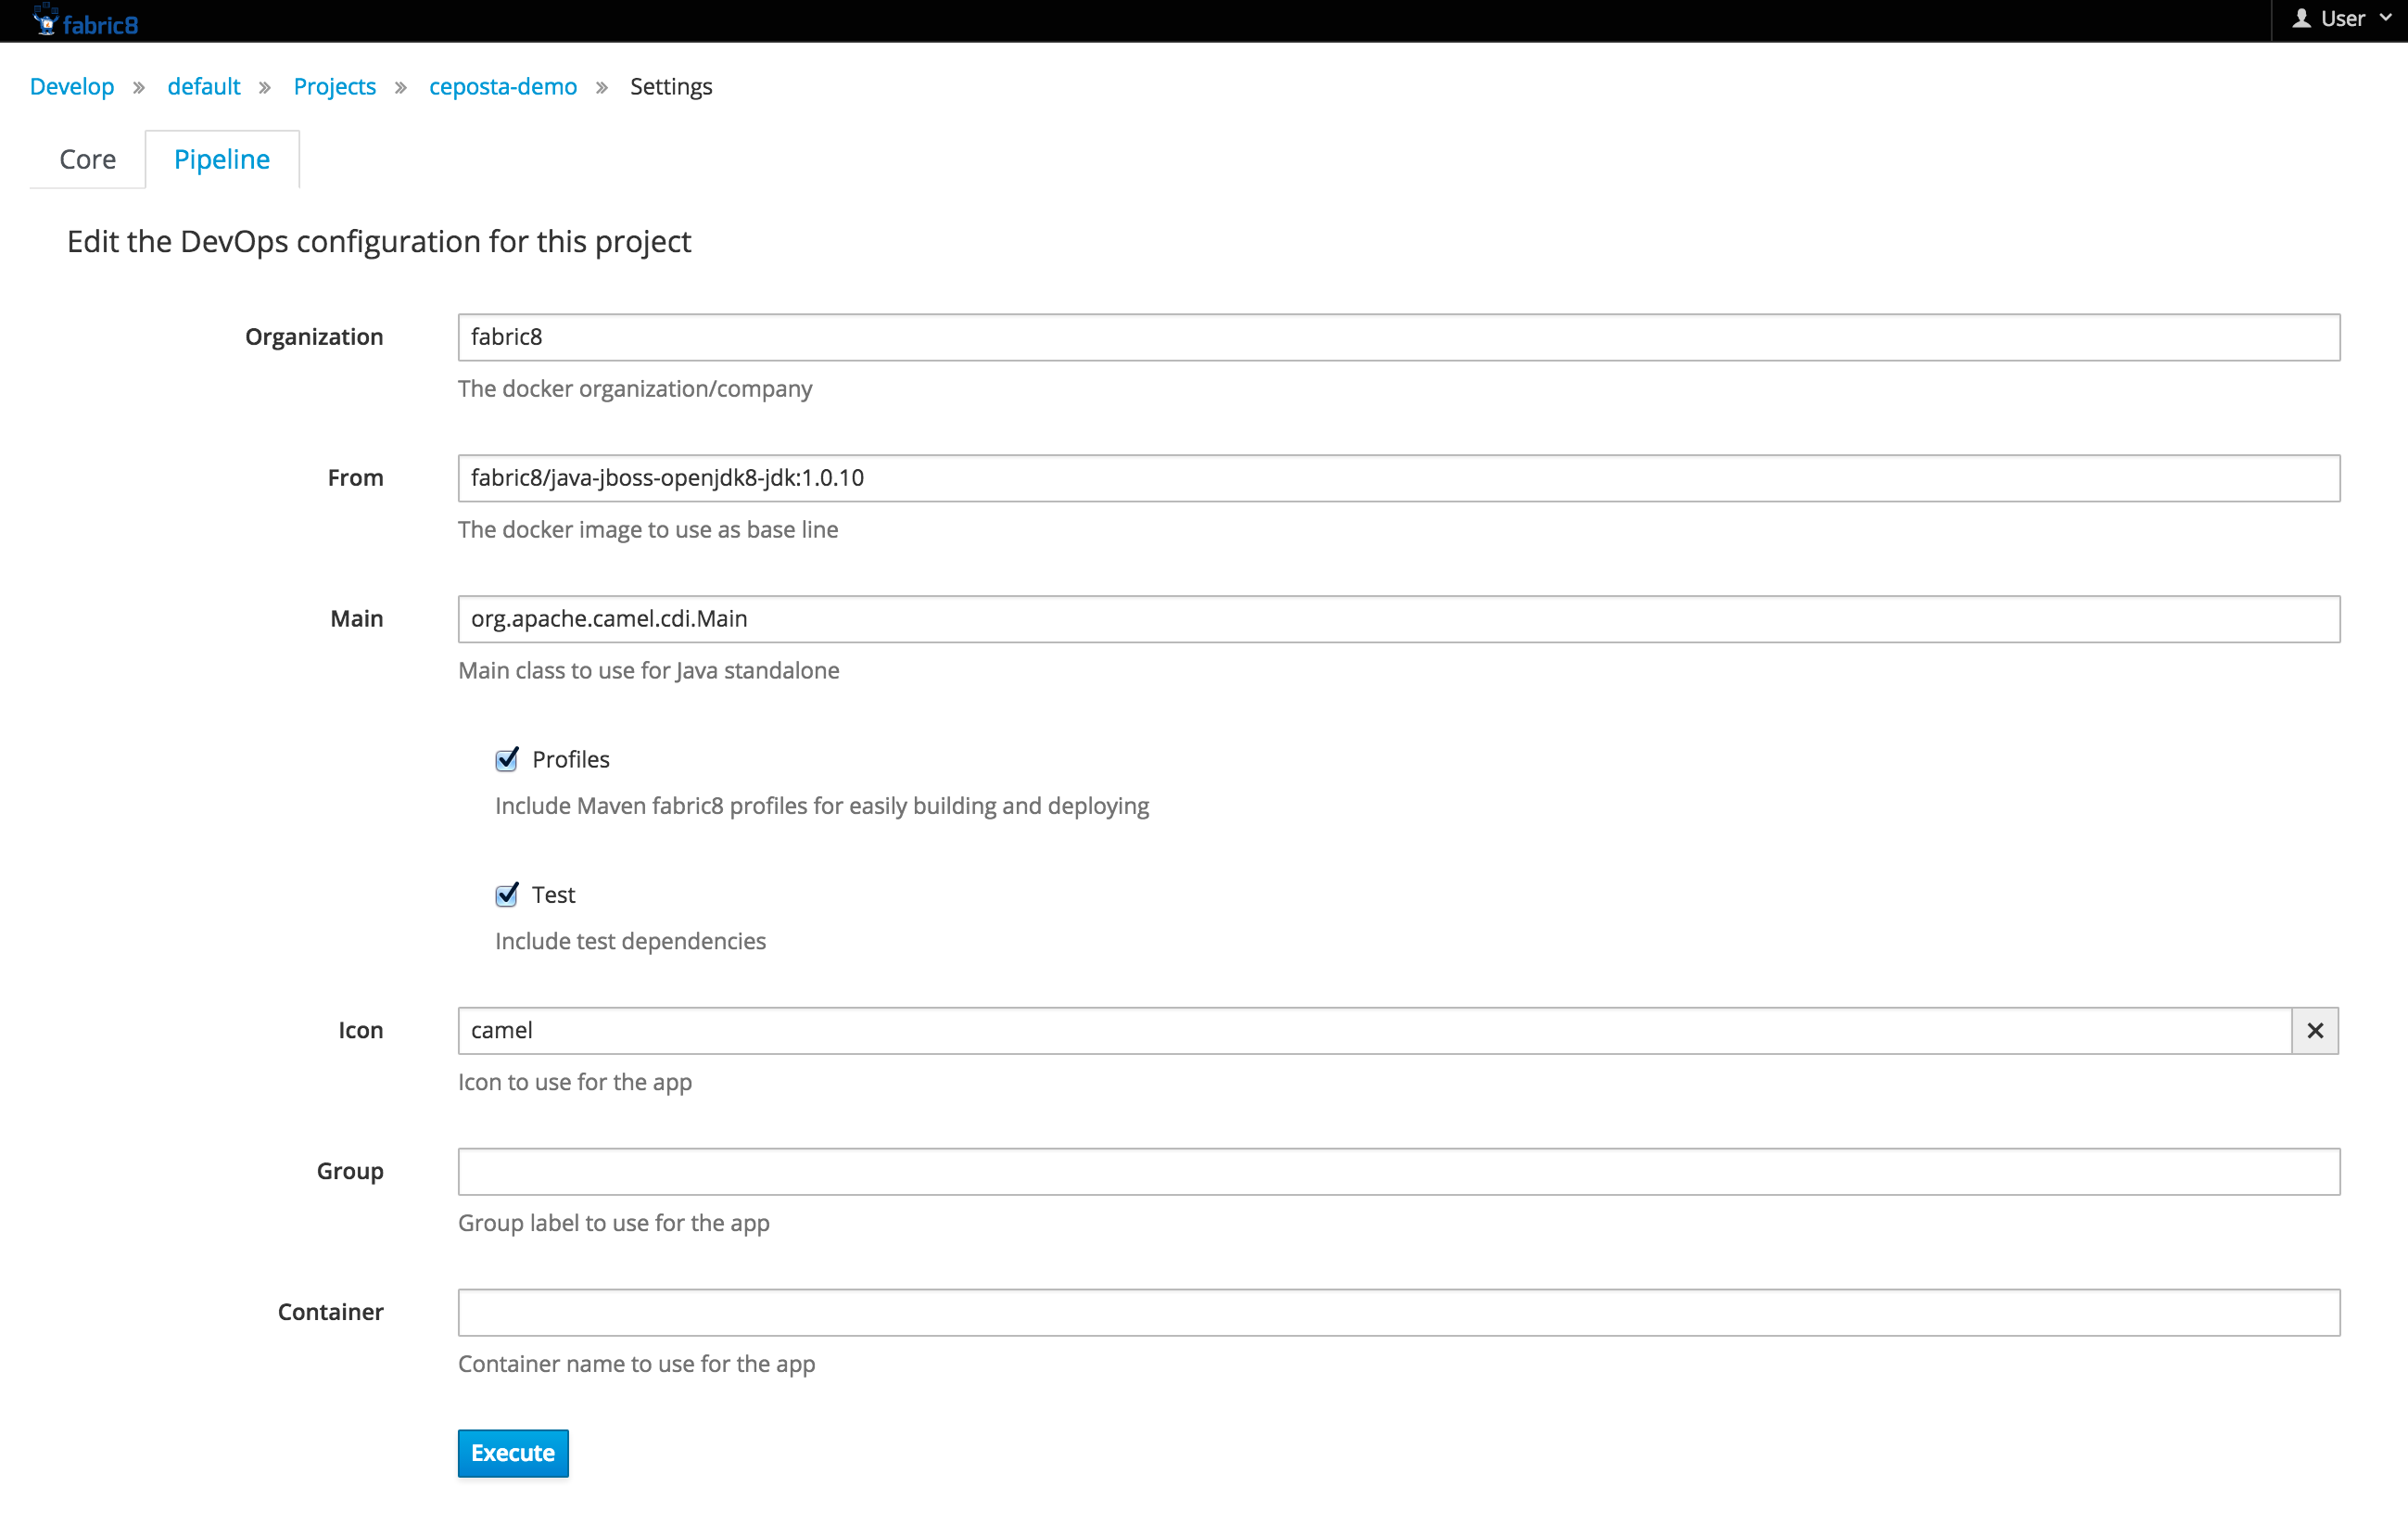 fabric8
User
Develop » default » Projects » ceposta-demo » Settings
Core Pipeline
Edit the DevOps configuration for this project
Organization fabric8
The docker organization/company
From fabric8/java-jboss-openjdk8-jdk:1.0.10
The docker image to use as base line
Main org.apache.camel.cdi.Main
Main class to use for Java standalone
Profiles
Include Maven fabric8 profiles for easily building and deploying
Test
Include test dependencies
Icon camel
Icon to use for the app
Group
Group label to use for the app
Container
Container name to use for the app
Execute